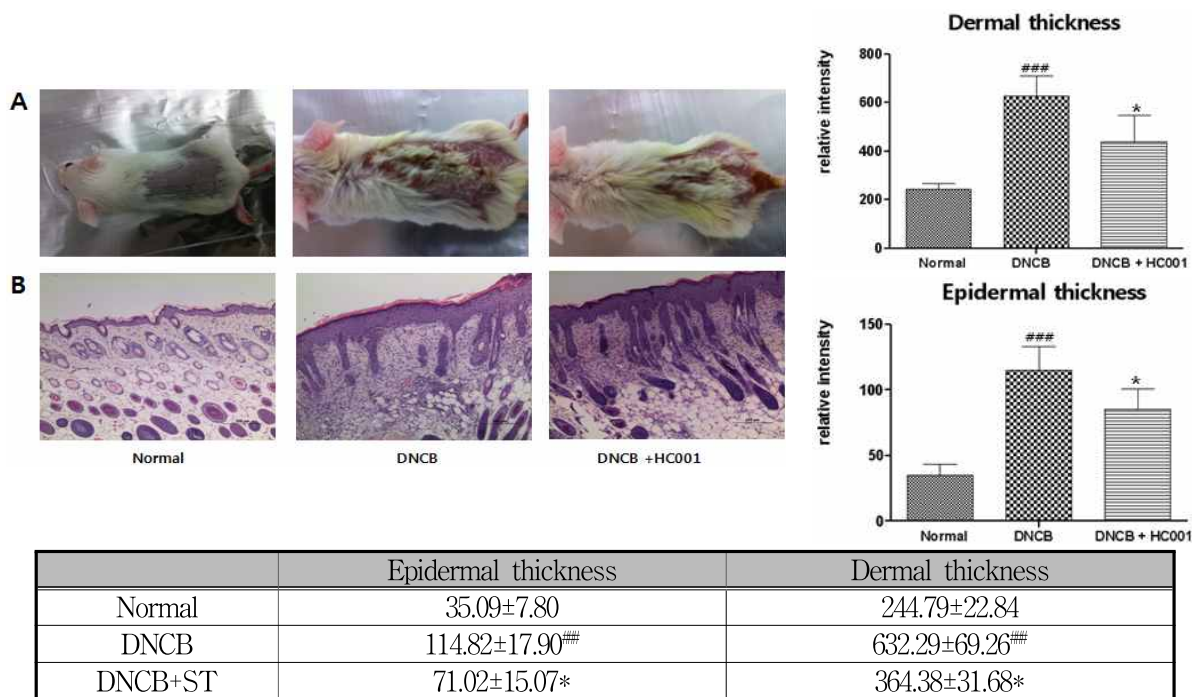 A
B
Normal
DNCB
DNCB +HC001
Dermal thickness
relative intensity
800
600
400
200
0
###
*
Normal
DNCB
DNCB + HC001
Epidermal thickness
relative intensity
150
100
50
0
###
*
Normal
DNCB
DNCB + HC001
Epidermal thickness Dermal thickness
Normal 35.09±7.80 244.79±22.84
DNCB 114.82±17.90## 632.29±69.26##
DNCB+ST 71.02±15.07* 364.38±31.68*